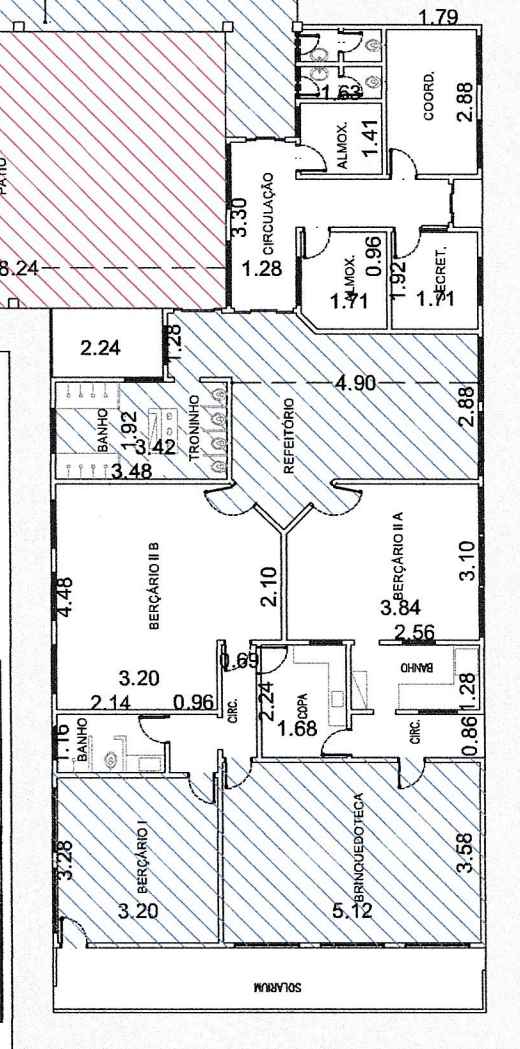 1.79
COORD.
2.88
1.63
ALMOX.
1.41
PATIO
3.30
CIRCULAÇÃO
1.28
8.24
ALMOX.
0.96
1.71
1.92
SECRET.
1.71
2.24
1.28
4.90
2.88
REFEITÓRIO
BANHO
1.92
3.42
TRONINHO
3.48
BERÇÁRIO II B
4.48
2.10
3.20
BERÇÁRIO II A
3.10
3.84
2.56
0.69
BANHO
1.28
2.14
0.96
CIRC.
2.24
COPA
1.68
CIRC.
0.86
1.16
BANHO
BERÇÁRIO I
3.28
3.20
BRINQUEDOTECA
3.58
5.12
SOLARIUM